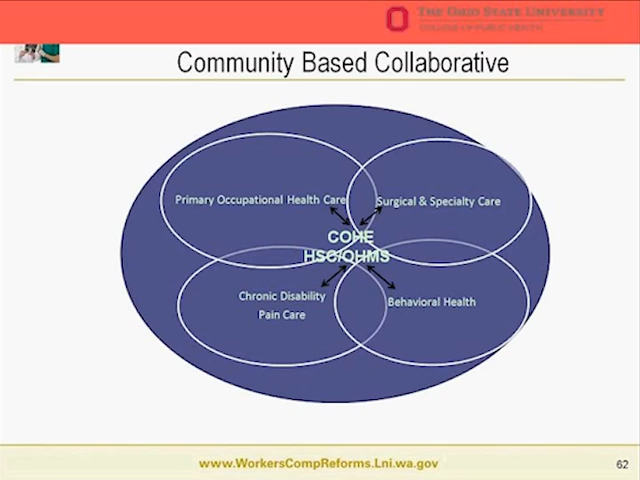 THE OHIO STATE UNIVERSITY
COLLEGE OF PUBLIC HEALTH
Community Based Collaborative
Primary Occupational Health Care
Surgical & Specialty Care
COHE
HSC/OHMS
Chronic Disability
Pain Care
Behavioral Health
www.WorkersCompReforms.Lni.wa.gov
62